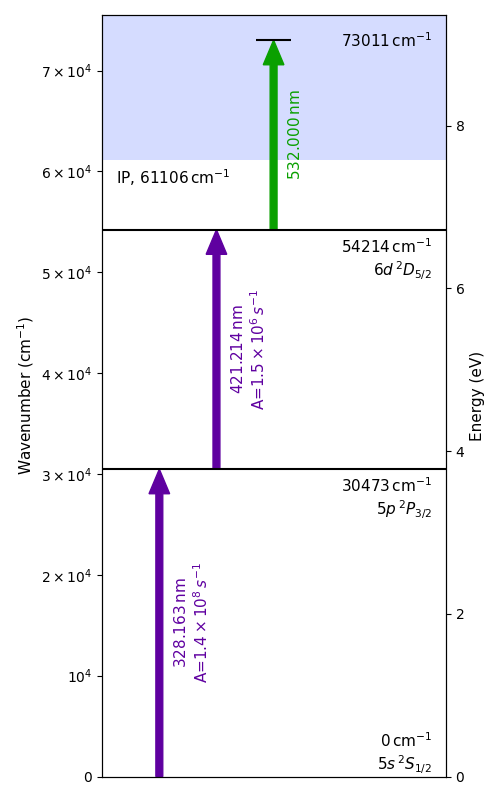 73011 cm⁻¹
7×10⁴
532.000 nm
8
IP, 61106 cm⁻¹
6×10⁴
54214 cm⁻¹
6d ²D₅/₂
5×10⁴
6
421.214 nm
A=1.5×10⁶ s⁻¹
4×10⁴
Wavenumber (cm⁻¹)
Energy (eV)
4
3×10⁴
30473 cm⁻¹
5p ²P₃/₂
328.163 nm
A=1.4×10⁸ s⁻¹
2×10⁴
2
10⁴
0 cm⁻¹
5s ²S₁/₂
0
0